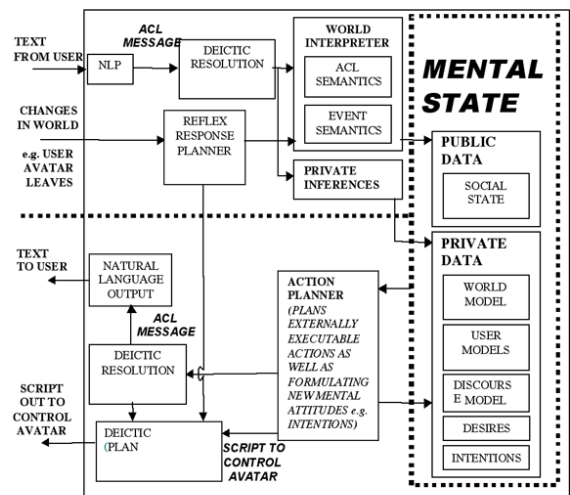 TEXT
FROM USER
ACL
MESSAGE
NLP
DEICTIC
RESOLUTION
WORLD
INTERPRETER
ACL
SEMANTICS
EVENT
SEMANTICS
MENTAL
STATE
CHANGES
IN WORLD
e.g. USER
AVATAR
LEAVES
REFLEX
RESPONSE
PLANNER
PRIVATE
INFERENCES
PUBLIC
DATA
SOCIAL
STATE
PRIVATE
DATA
WORLD
MODEL
USER
MODELS
DISCOURS
E MODEL
DESIRES
INTENTIONS
TEXT
TO USER
NATURAL
LANGUAGE
OUTPUT
ACL
MESSAGE
ACTION
PLANNER
(PLANS
EXTERNALLY
EXECUTABLE
ACTIONS AS
WELL AS
FORMULATING
NEW MENTAL
ATTITUDES e.g.
INTENTIONS)
DEICTIC
RESOLUTION
SCRIPT
OUT TO
CONTROL
AVATAR
DEICTIC
(PLAN
SCRIPT TO
CONTROL
AVATAR